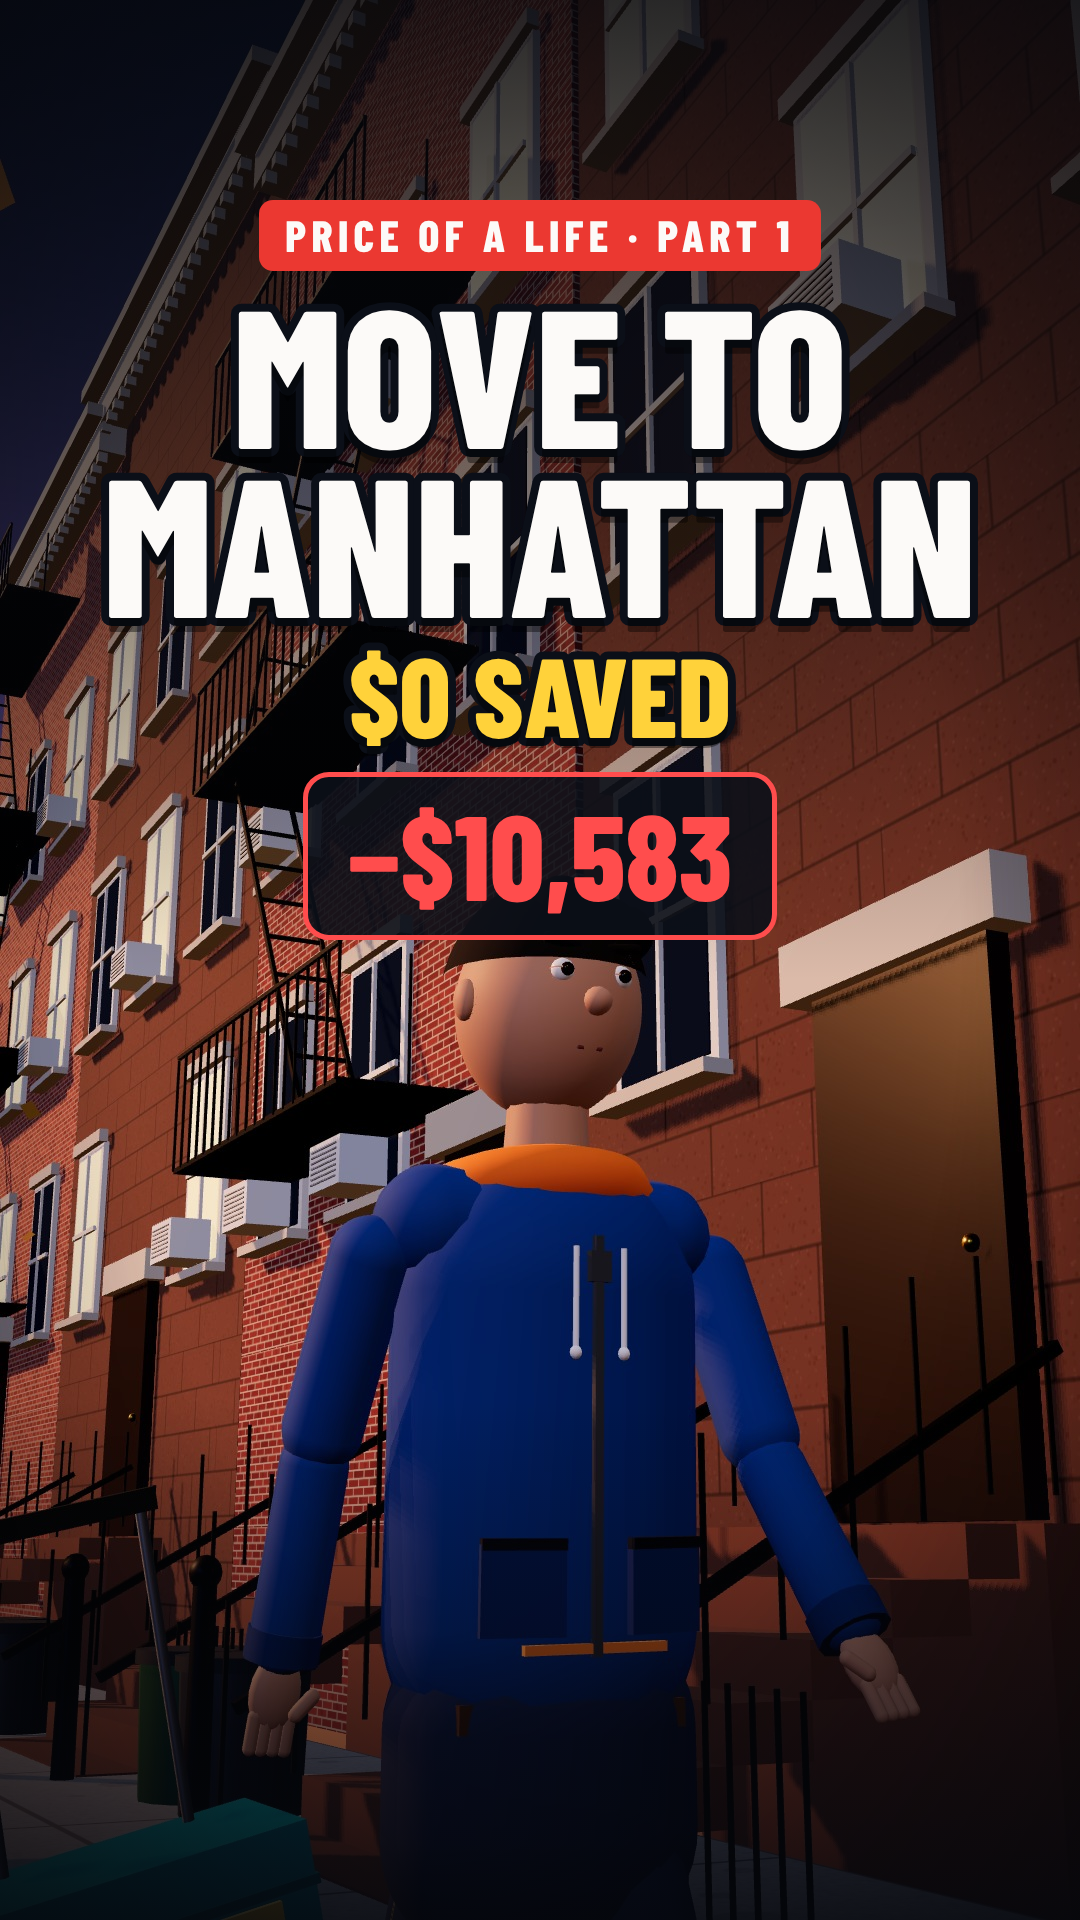 PRICE OF A LIFE · PART 1
MOVE TO
MANHATTAN
$0 SAVED
–$10,583